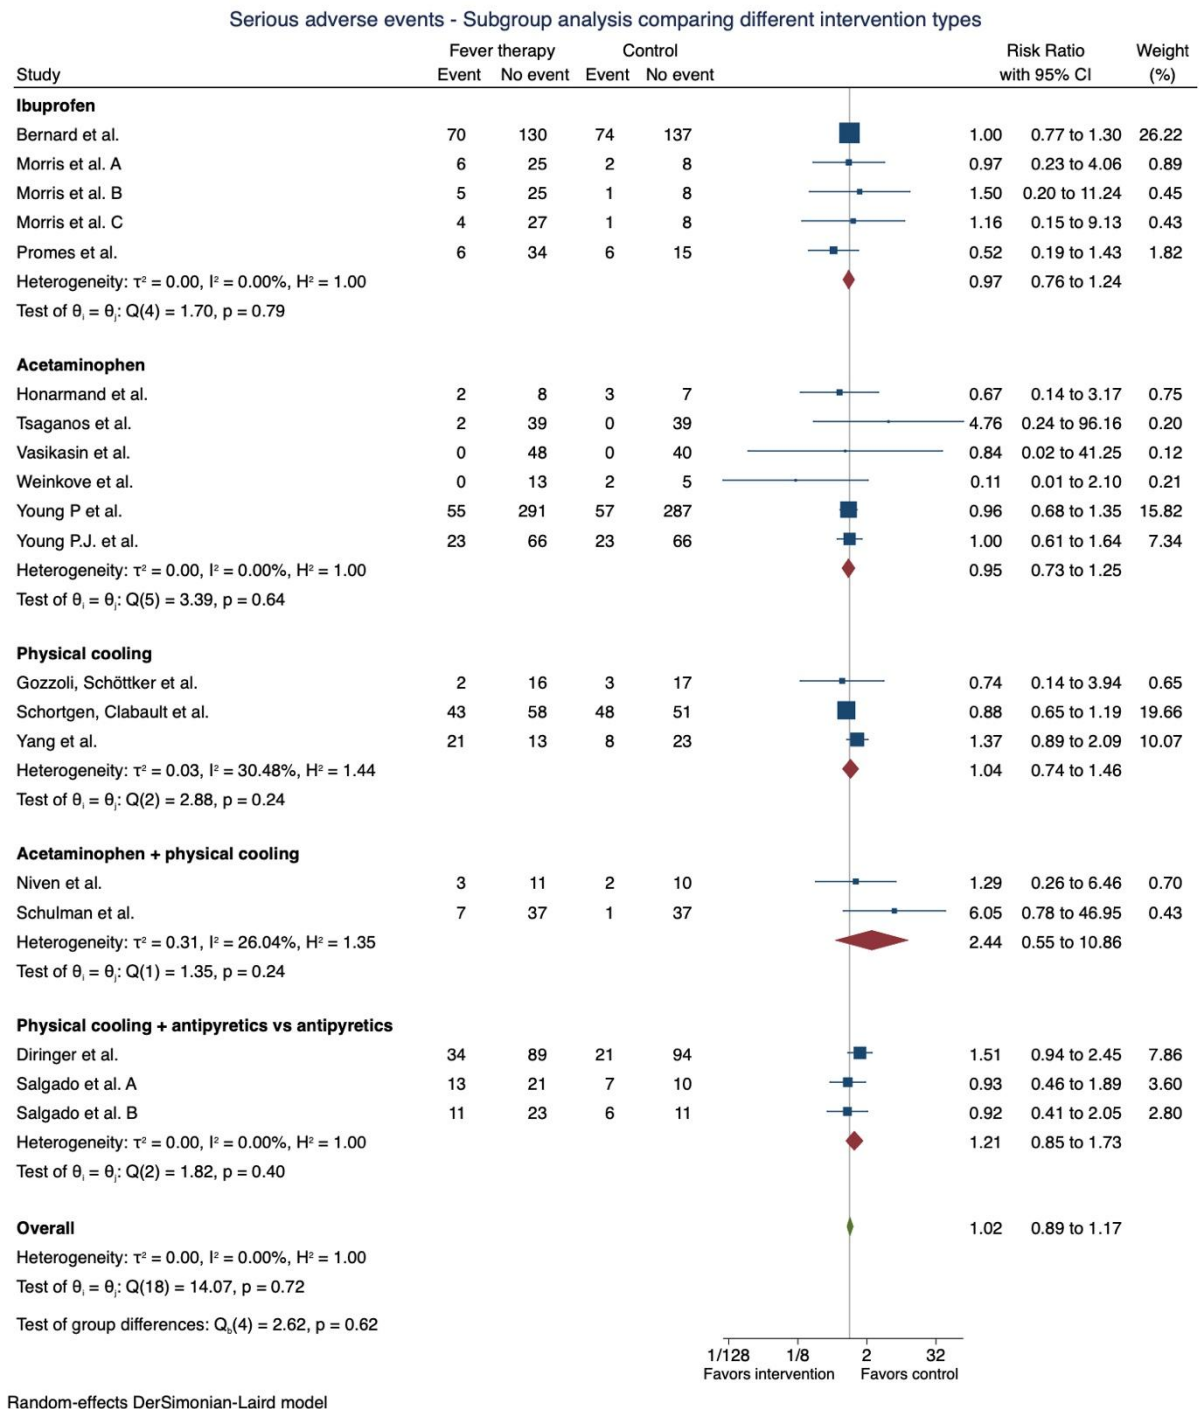 Serious adverse events - Subgroup analysis comparing different intervention types
Fever therapy Control Risk Ratio Weight
Study Event No event Event No event with 95% CI (%)
Ibuprofen
Bernard et al. 70 130 74 137 1.00 0.77 to 1.30 26.22
Morris et al. A 6 25 2 8 0.97 0.23 to 4.06 0.89
Morris et al. B 5 25 1 8 1.50 0.20 to 11.24 0.45
Morris et al. C 4 27 1 8 1.16 0.15 to 9.13 0.43
Promes et al. 6 34 6 15 0.52 0.19 to 1.43 1.82
Heterogeneity: τ² = 0.00, I² = 0.00%, H² = 1.00 0.97 0.76 to 1.24
Test of θᵢ = θⱼ: Q(4) = 1.70, p = 0.79
Acetaminophen
Honarmand et al. 2 8 3 7 0.67 0.14 to 3.17 0.75
Tsaganos et al. 2 39 0 39 4.76 0.24 to 96.16 0.20
Vasikasin et al. 0 48 0 40 0.84 0.02 to 41.25 0.12
Weinkove et al. 0 13 2 5 0.11 0.01 to 2.10 0.21
Young P et al. 55 291 57 287 0.96 0.68 to 1.35 15.82
Young P.J. et al. 23 66 23 66 1.00 0.61 to 1.64 7.34
Heterogeneity: τ² = 0.00, I² = 0.00%, H² = 1.00 0.95 0.73 to 1.25
Test of θᵢ = θⱼ: Q(5) = 3.39, p = 0.64
Physical cooling
Gozzoli, Schöttker et al. 2 16 3 17 0.74 0.14 to 3.94 0.65
Schortgen, Clabault et al. 43 58 48 51 0.88 0.65 to 1.19 19.66
Yang et al. 21 13 8 23 1.37 0.89 to 2.09 10.07
Heterogeneity: τ² = 0.03, I² = 30.48%, H² = 1.44 1.04 0.74 to 1.46
Test of θᵢ = θⱼ: Q(2) = 2.88, p = 0.24
Acetaminophen + physical cooling
Niven et al. 3 11 2 10 1.29 0.26 to 6.46 0.70
Schulman et al. 7 37 1 37 6.05 0.78 to 46.95 0.43
Heterogeneity: τ² = 0.31, I² = 26.04%, H² = 1.35 2.44 0.55 to 10.86
Test of θᵢ = θⱼ: Q(1) = 1.35, p = 0.24
Physical cooling + antipyretics vs antipyretics
Diringer et al. 34 89 21 94 1.51 0.94 to 2.45 7.86
Salgado et al. A 13 21 7 10 0.93 0.46 to 1.89 3.60
Salgado et al. B 11 23 6 11 0.92 0.41 to 2.05 2.80
Heterogeneity: τ² = 0.00, I² = 0.00%, H² = 1.00 1.21 0.85 to 1.73
Test of θᵢ = θⱼ: Q(2) = 1.82, p = 0.40
Overall 1.02 0.89 to 1.17
Heterogeneity: τ² = 0.00, I² = 0.00%, H² = 1.00
Test of θᵢ = θⱼ: Q(18) = 14.07, p = 0.72
Test of group differences: Q_b(4) = 2.62, p = 0.62
1/128 1/8 2 32
Favors intervention Favors control
Random-effects DerSimonian-Laird model